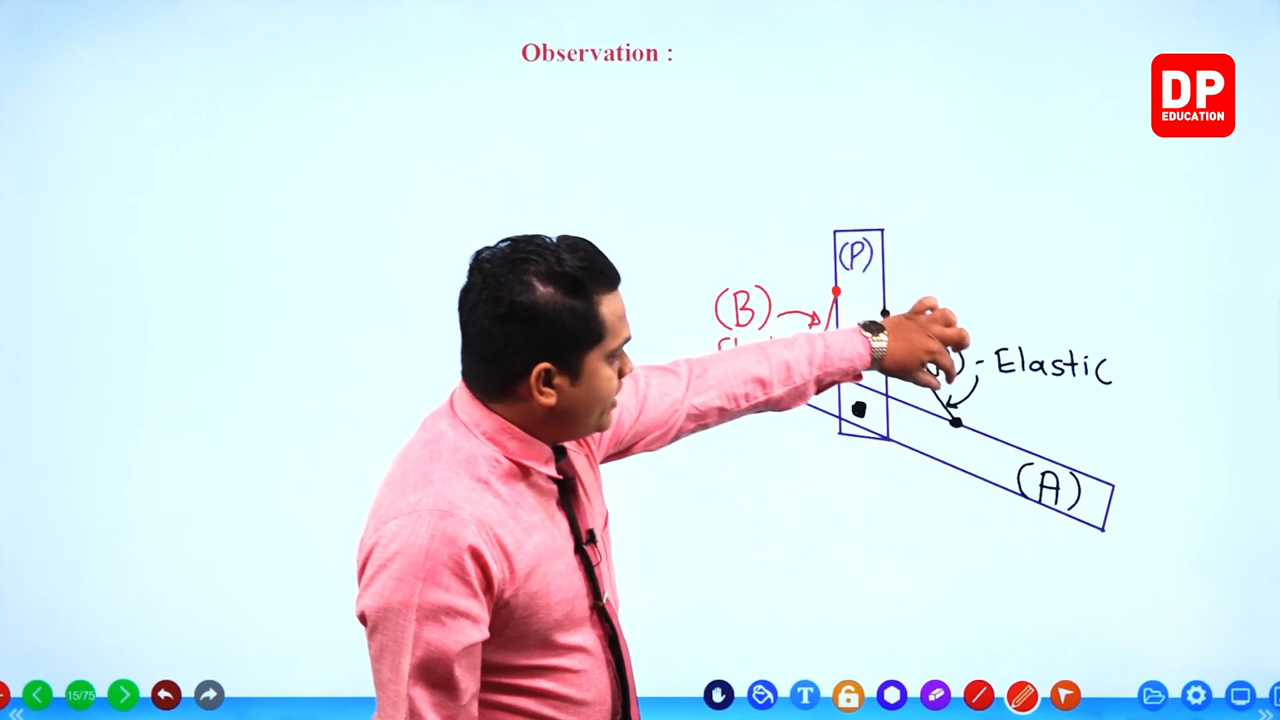 Observation :
DP
EDUCATION
(P)
(B)
- Elastic
(A)
15/75
T